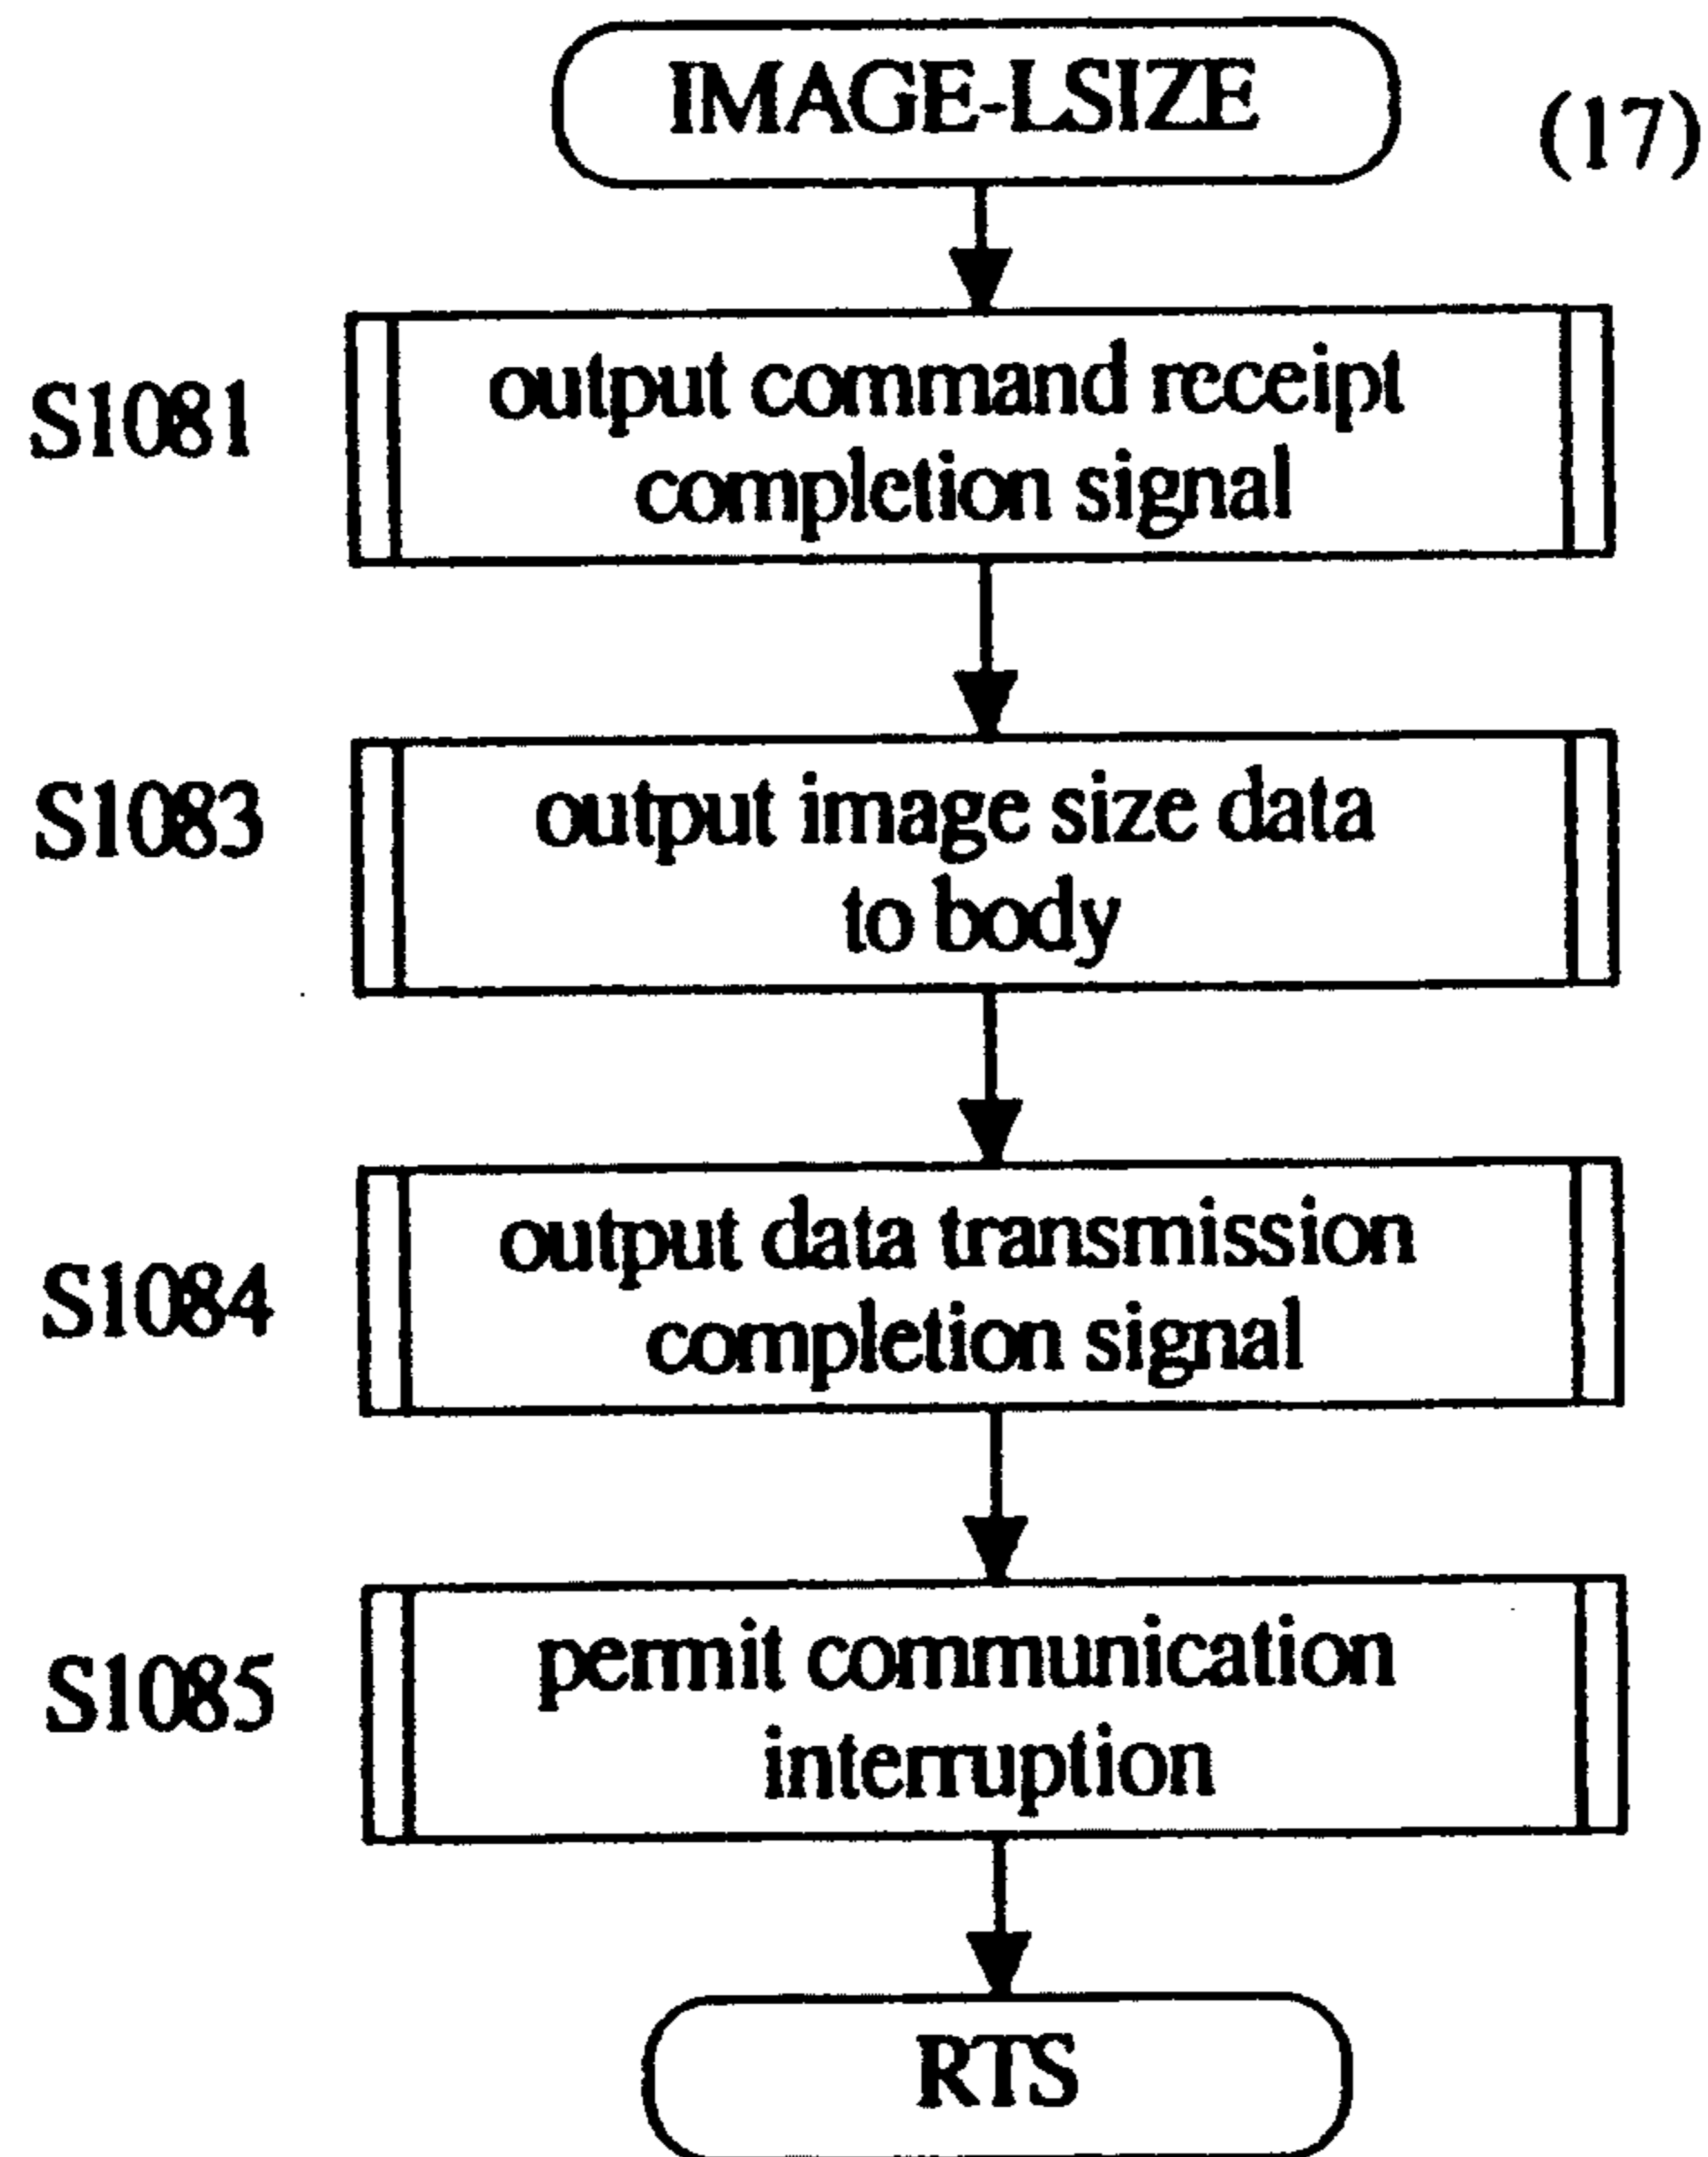 IMAGE-LSIZE
(17)
S1081
output command receipt
completion signal
S1083
output image size data
to body
S1084
output data transmission
completion signal
S1085
permit communication
interruption
RTS